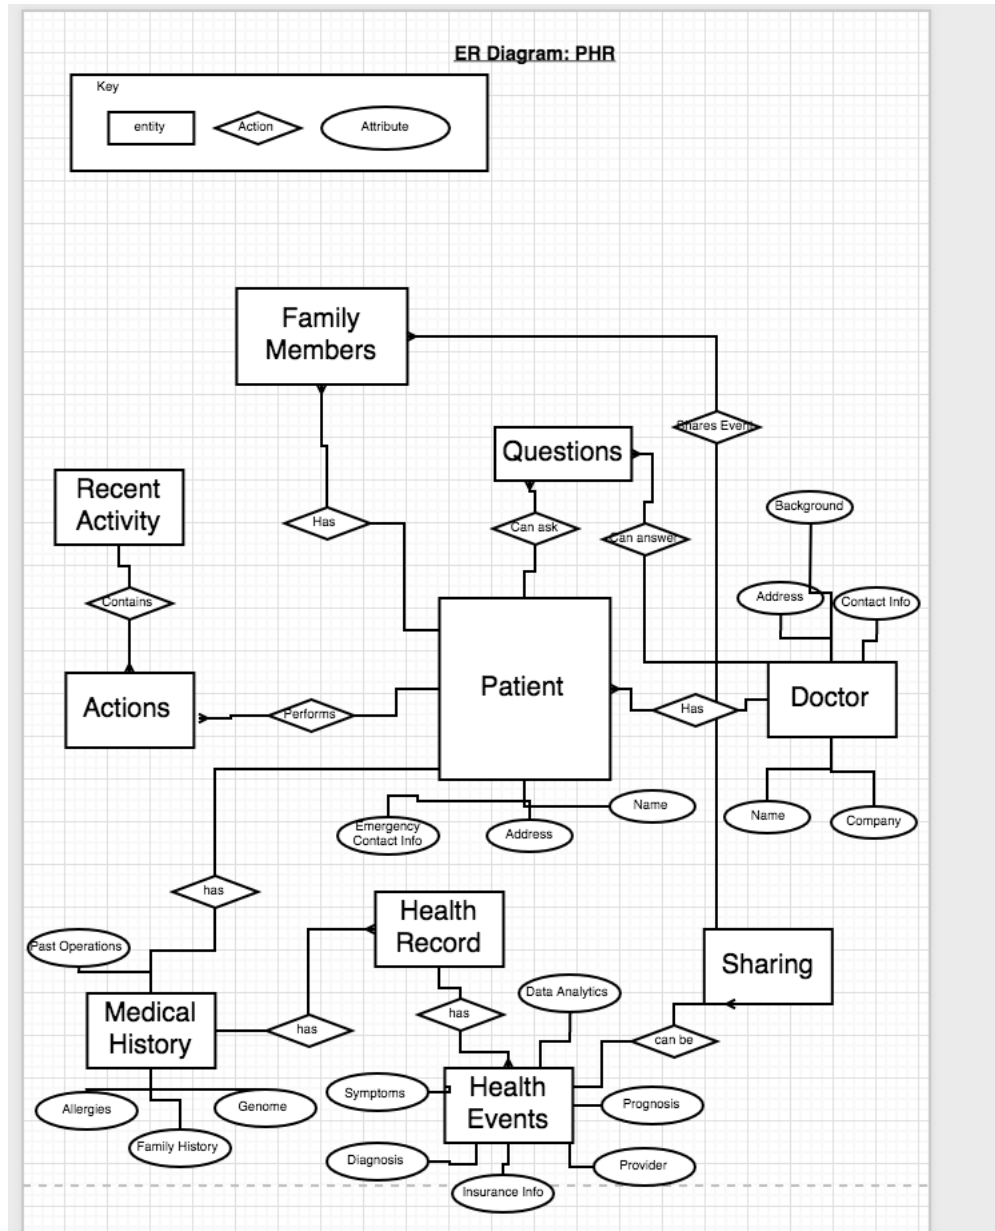 ER Diagram: PHR
Key
entity
Action
Attribute
Family
Members
Shares Event
Questions
Recent
Activity
Has
Can ask
Can answer
Background
Contains
Address
Contact Info
Patient
Doctor
Actions
Performs
Has
Name
Emergency
Contact Info
Address
Name
Company
has
Health
Record
Past Operations
Sharing
Data Analytics
Medical
History
has
has
can be
Symptoms
Health
Events
Prognosis
Allergies
Genome
Family History
Diagnosis
Provider
Insurance Info